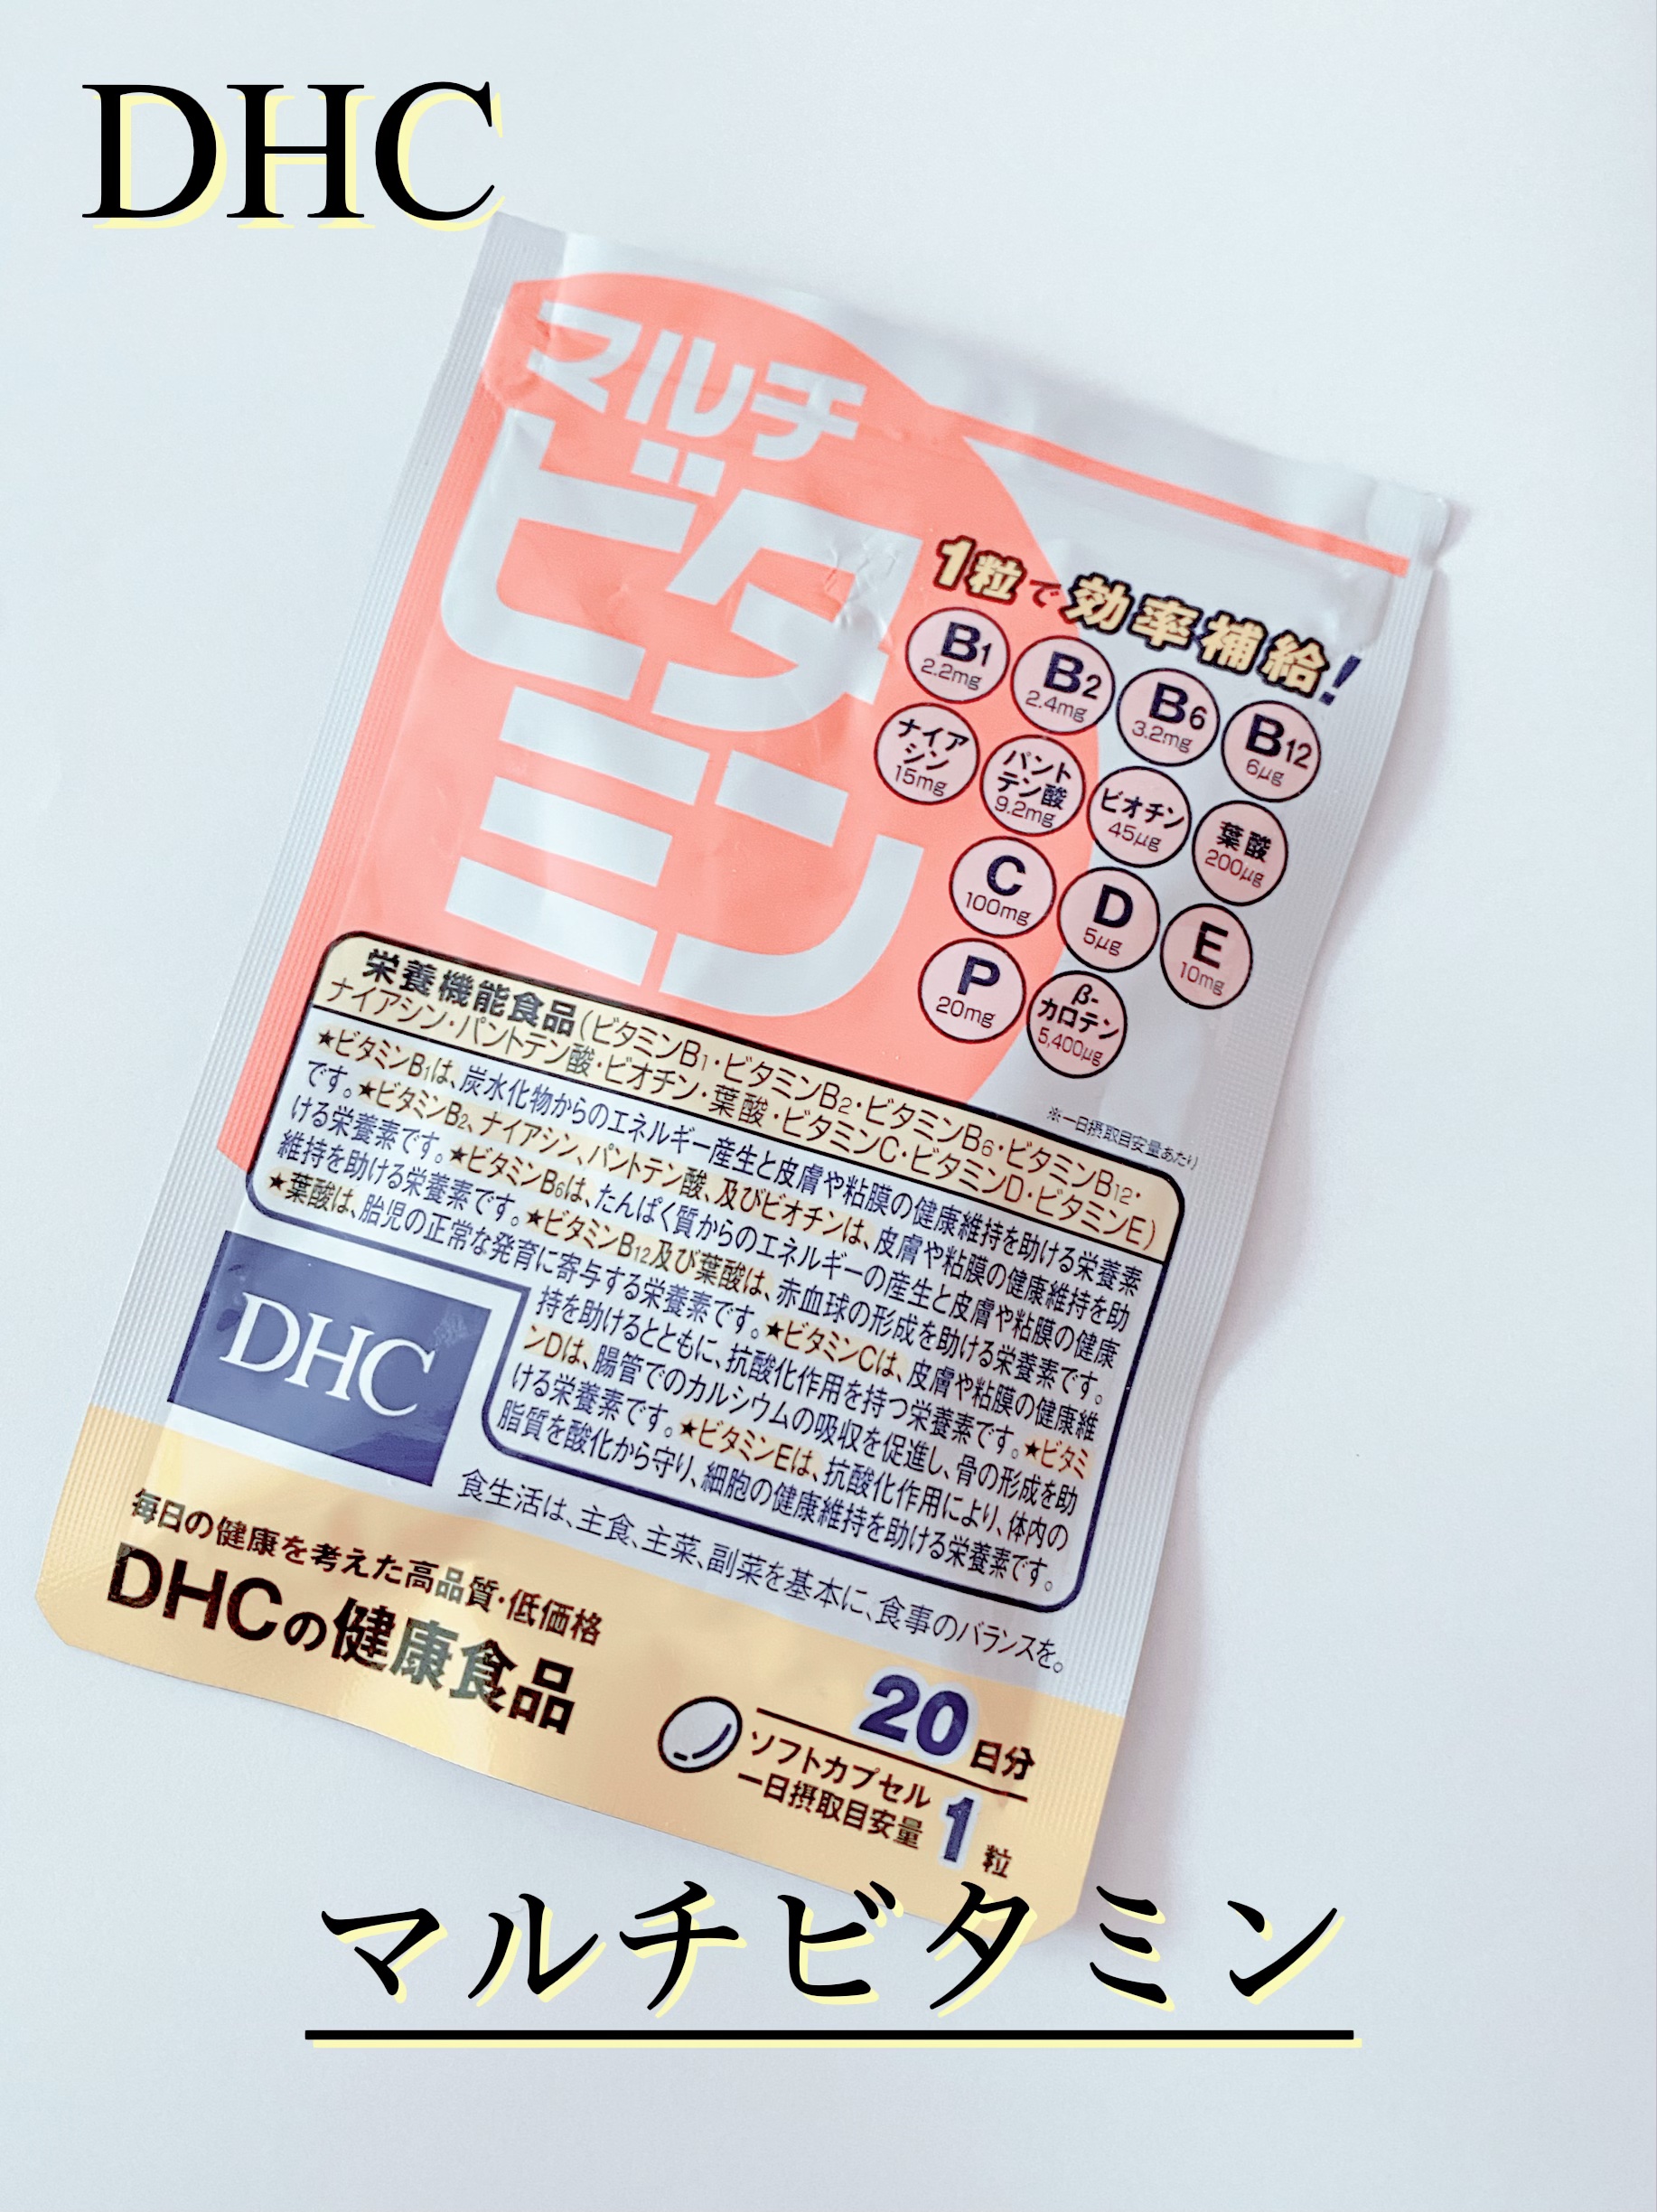 DHC
マルチ
ビタ
ミン
1粒で効率補給!
B1
2.2mg
B2
2.4mg
B6
3.2mg
B12
6μg
ナイア
シン
15mg
パント
テン酸
9.2mg
ビオチン
45μg
葉酸
200μg
C
100mg
D
5μg
E
10mg
P
20mg
β-
カロテン
5,400μg
※一日摂取目安量あたり
栄養機能食品(ビタミンB1・ビタミンB2・ビタミンB6・ビタミンB12・
ナイアシン・パントテン酸・ビオチン・葉酸・ビタミンC・ビタミンD・ビタミンE)
★ビタミンB1は、炭水化物からのエネルギー産生と皮膚や粘膜の健康維持を助ける栄養素
です。★ビタミンB2、ナイアシン、パントテン酸、及びビオチンは、皮膚や粘膜の健康維持を助
ける栄養素です。★ビタミンB6は、たんぱく質からのエネルギーの産生と皮膚や粘膜の健康
維持を助ける栄養素です。★ビタミンB12及び葉酸は、赤血球の形成を助ける栄養素です。
★葉酸は、胎児の正常な発育に寄与する栄養素です。★ビタミンCは、皮膚や粘膜の健康維
持を助けるとともに、抗酸化作用を持つ栄養素です。★ビタミ
ンDは、腸管でのカルシウムの吸収を促進し、骨の形成を助
ける栄養素です。★ビタミンEは、抗酸化作用により、体内の
脂質を酸化から守り、細胞の健康維持を助ける栄養素です。
DHC
食生活は、主食、主菜、副菜を基本に、食事のバランスを。
毎日の健康を考えた高品質・低価格
DHCの健康食品
20日分
ソフトカプセル
一日摂取目安量 1粒
マルチビタミン